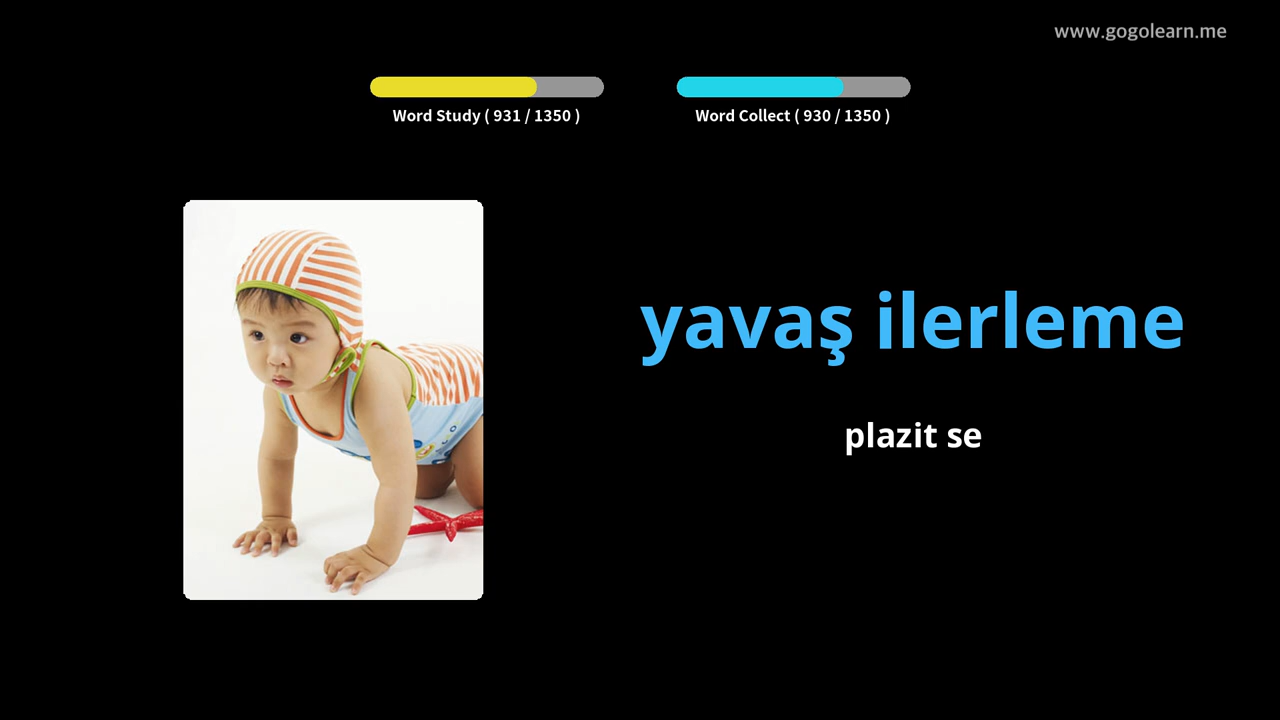 www.gogolearn.me
Word Study ( 931 / 1350 )
Word Collect ( 930 / 1350 )
yavaş ilerleme
plazit se